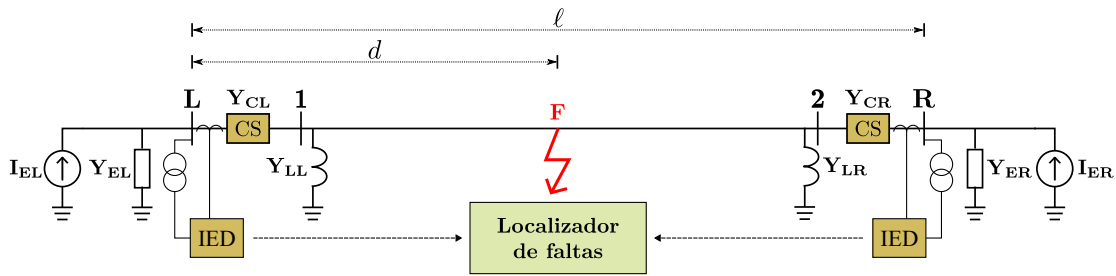 ℓ
d
L
Y_CL
1
F
2
Y_CR
R
CS
CS
I_EL
Y_EL
Y_LL
Y_LR
Y_ER
I_ER
IED
Localizador
de faltas
IED